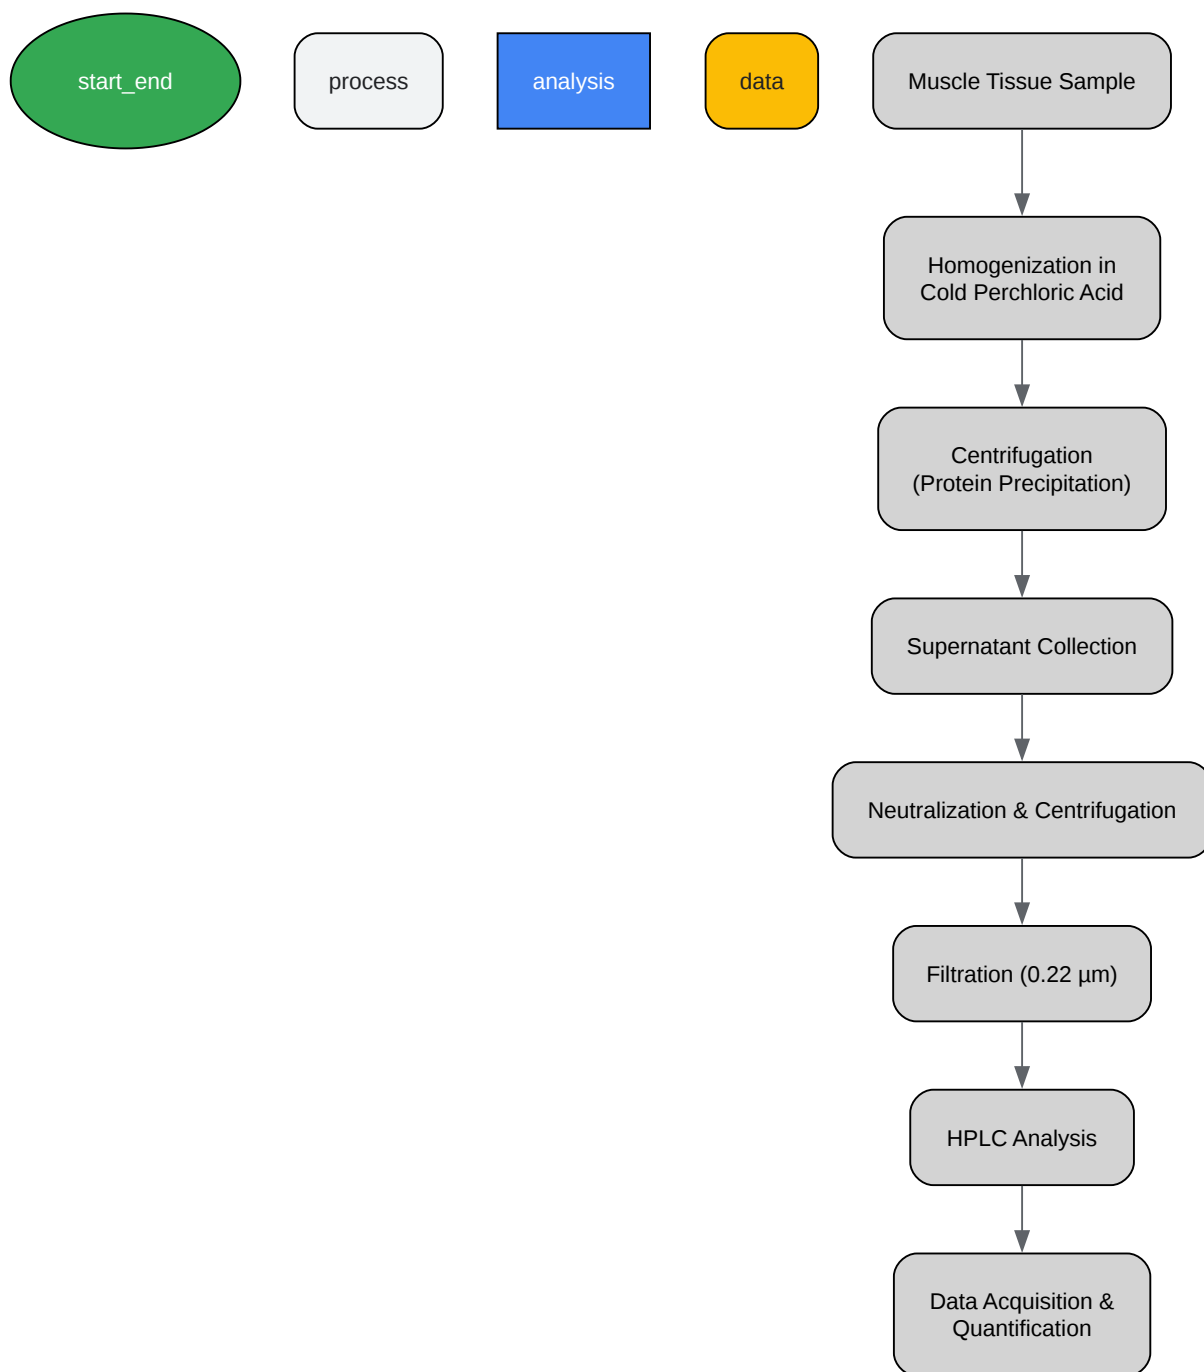 start_end
process
analysis
data
Muscle Tissue Sample
Homogenization in
Cold Perchloric Acid
Centrifugation
(Protein Precipitation)
Supernatant Collection
Neutralization & Centrifugation
Filtration (0.22 µm)
HPLC Analysis
Data Acquisition &
Quantification